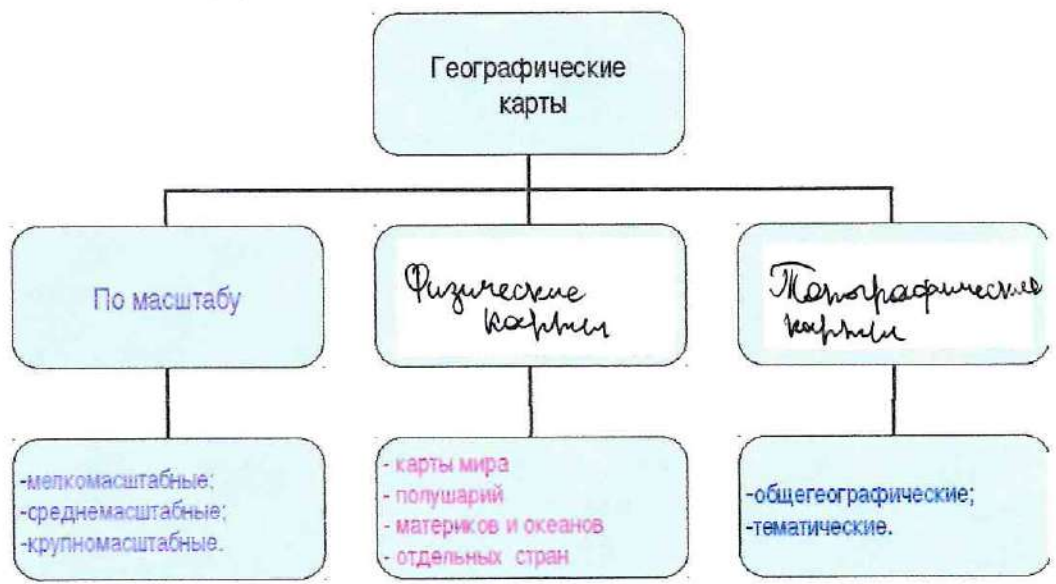 Географические
карты
По масштабу
Физические
карты
Топографические
карты
-мелкомасштабные;
-среднемасштабные;
-крупномасштабные.
- карты мира
- полушарий
- материков и океанов
- отдельных стран
-общегеографические;
-тематические.